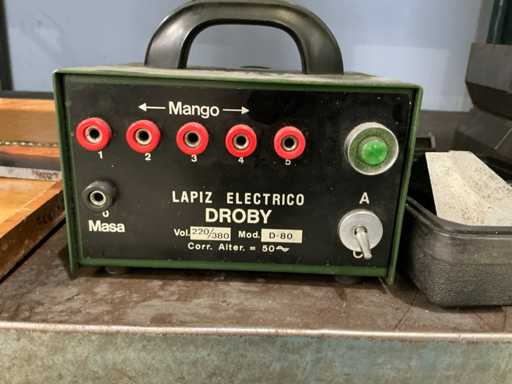 ← Mango →
1 2 3 4 5
0
Masa
LAPIZ ELECTRICO
DROBY
Vol. 220/380 Mod. D-80
Corr. Alter. = 50~
A